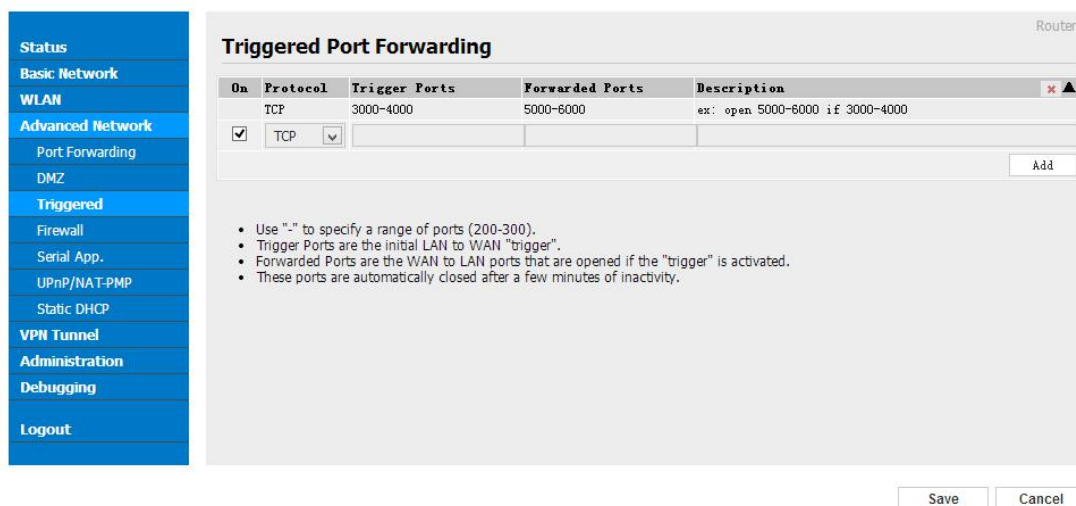 Router
Status
Basic Network
WLAN
Advanced Network
Port Forwarding
DMZ
Triggered
Firewall
Serial App.
UPnP/NAT-PMP
Static DHCP
VPN Tunnel
Administration
Debugging
Logout
Triggered Port Forwarding
On Protocol Trigger Ports Forwarded Ports Description
TCP 3000-4000 5000-6000 ex: open 5000-6000 if 3000-4000
TCP
Add
• Use "-" to specify a range of ports (200-300).
• Trigger Ports are the initial LAN to WAN "trigger".
• Forwarded Ports are the WAN to LAN ports that are opened if the "trigger" is activated.
• These ports are automatically closed after a few minutes of inactivity.
Save Cancel